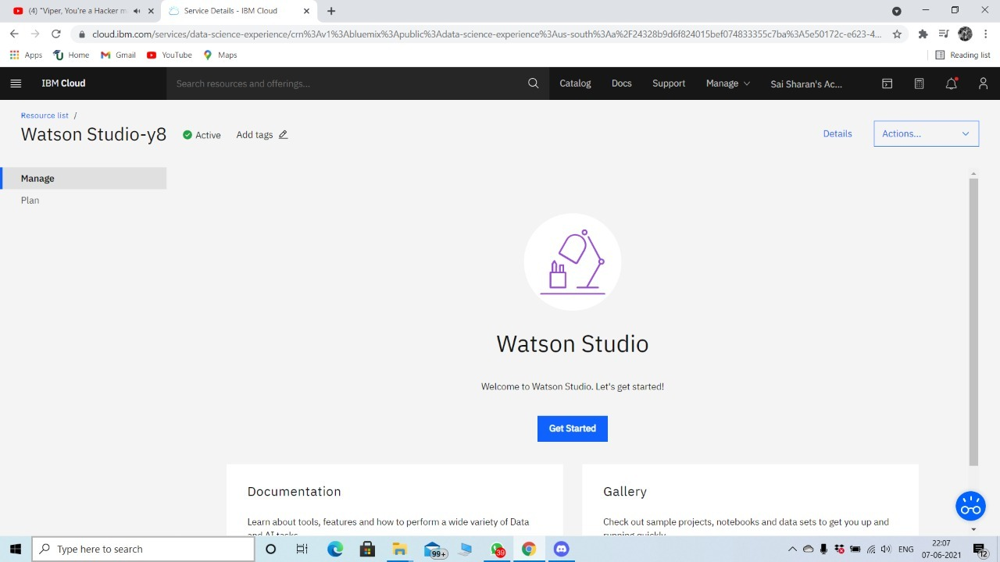 (4) "Viper, You're a Hacker m
Service Details - IBM Cloud
cloud.ibm.com/services/data-science-experience/crn%3Av1%3Abluemix%3Apublic%3Adata-science-experience%3Aus-south%3Aa%2F24328b9d6f824015bef074833355c7ba%3A5e50172c-e623-4...
Apps
Home
Gmail
YouTube
Maps
Reading list
IBM Cloud
Search resources and offerings...
Catalog
Docs
Support
Manage
Sai Sharan's Ac...
Resource list /
Watson Studio-y8
Active
Add tags
Details
Actions...
Manage
Plan
Watson Studio
Welcome to Watson Studio. Let's get started!
Get Started
Documentation
Learn about tools, features and how to perform a wide variety of Data
and AI tasks
Gallery
Check out sample projects, notebooks and data sets to get you up and
running quickly
Type here to search
99+
39
ENG
22:07
07-06-2021
12